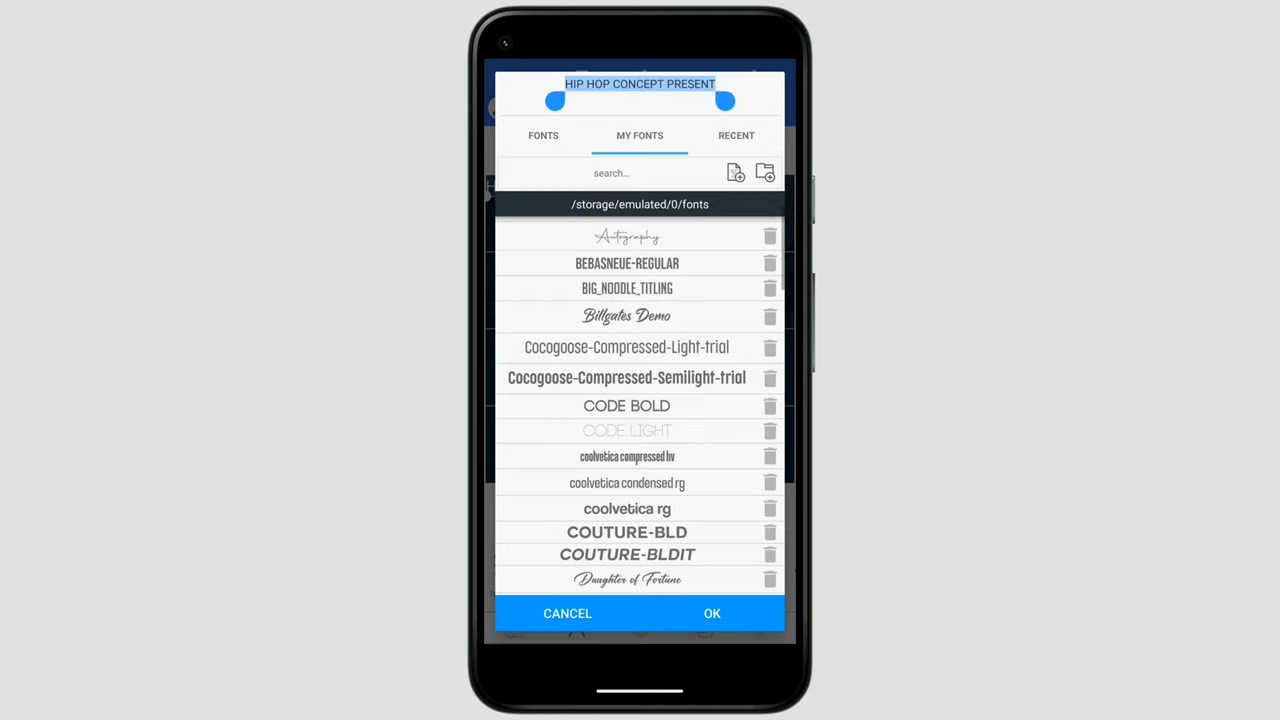 HIP HOP CONCEPT PRESENT
FONTS MY FONTS RECENT
search...
/storage/emulated/0/fonts
Autography
BEBASNEUE-REGULAR
BIG_NOODLE_TITLING
Billgates Demo
Cocogoose-Compressed-Light-trial
Cocogoose-Compressed-Semilight-trial
CODE BOLD
CODE LIGHT
coolvetica compressed hv
coolvetica condensed rg
coolvetica rg
COUTURE-BLD
COUTURE-BLDIT
Daughter of Fortune
CANCEL OK